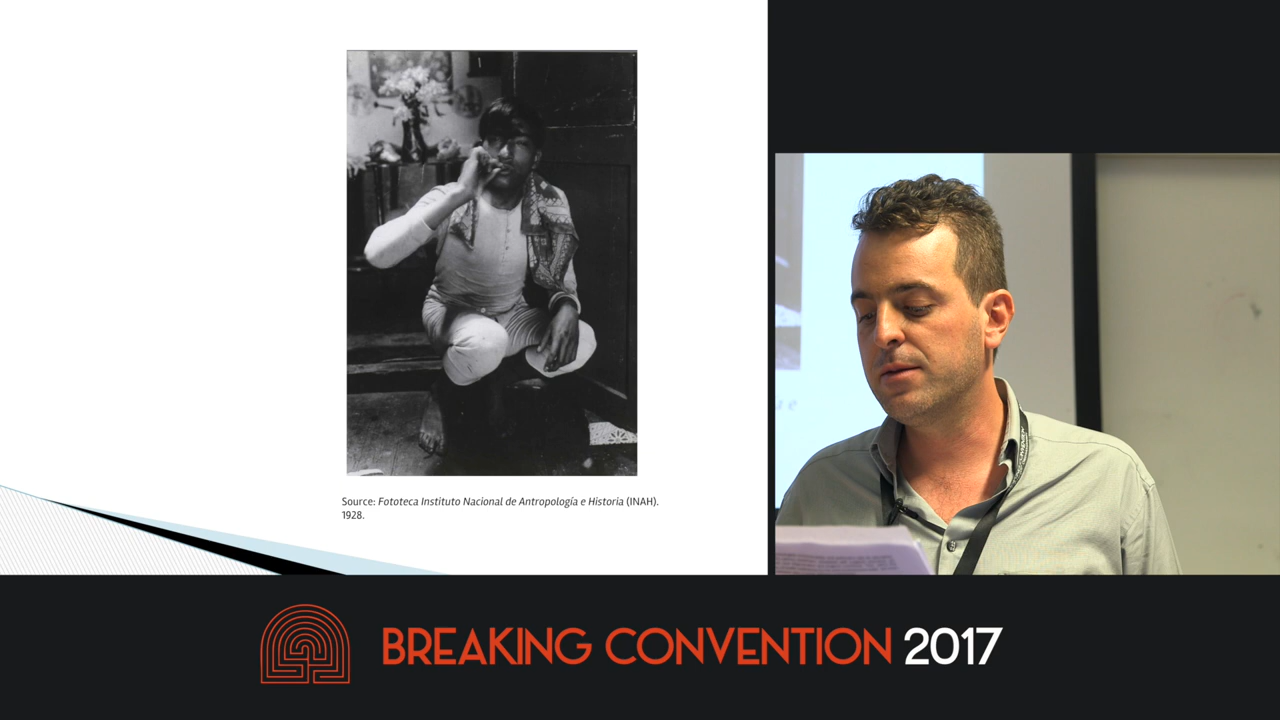 Source: Fototeca Instituto Nacional de Antropología e Historia (INAH).
1928.
BREAKING CONVENTION 2017